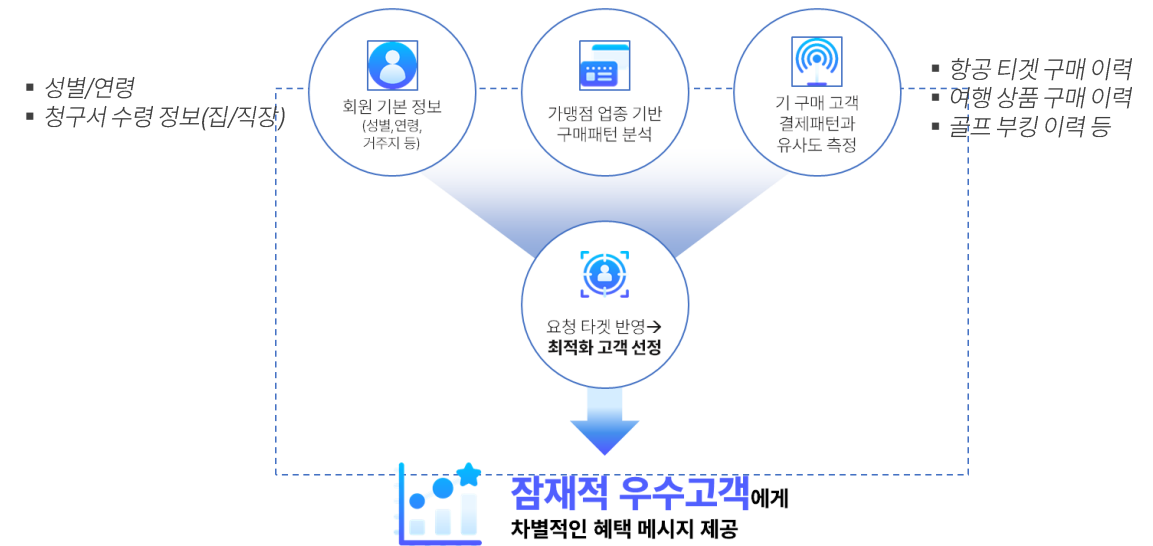 ▪ 성별/연령
▪ 청구서 수령 정보(집/직장)
회원 기본 정보
(성별,연령,
거주지 등)
가맹점 업종 기반
구매패턴 분석
기 구매 고객
결제패턴과
유사도 측정
▪ 항공 티겟 구매 이력
▪ 여행 상품 구매 이력
▪ 골프 부킹 이력 등
요청 타겟 반영→
최적화 고객 선정
잠재적 우수고객에게
차별적인 혜택 메시지 제공